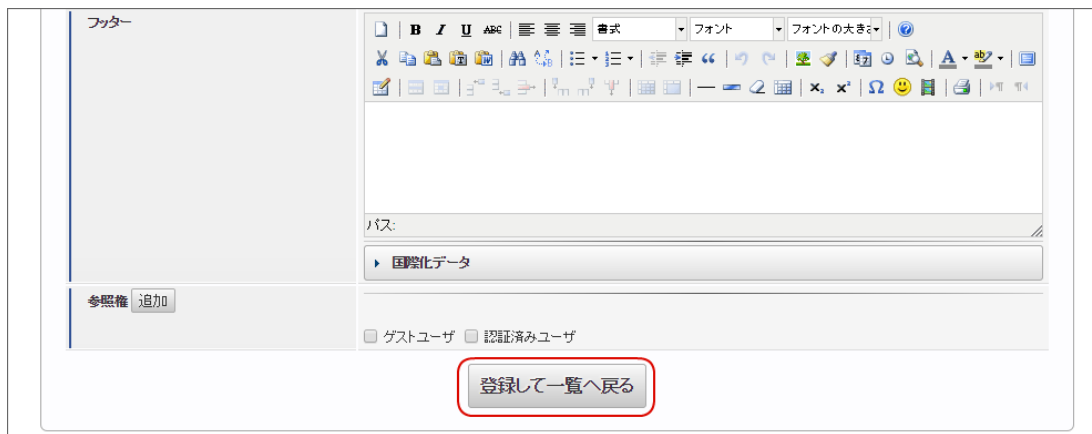 フッター
B I U ABC 書式 フォント フォントの大きさ
パス:
国際化データ
参照権 追加
ゲストユーザ 認証済みユーザ
登録して一覧へ戻る